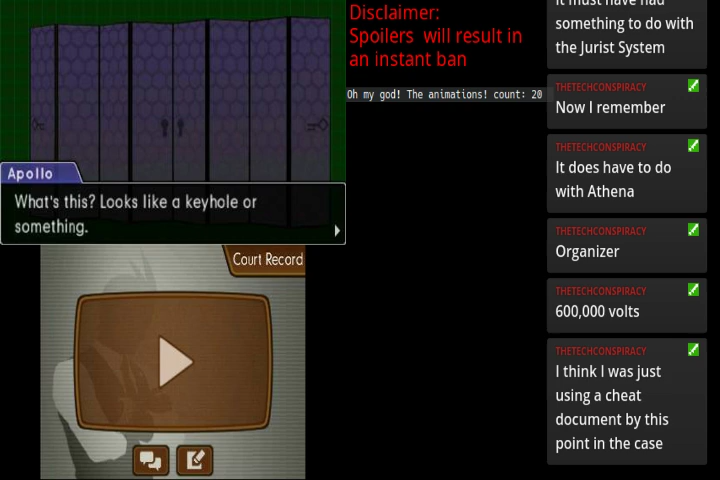 Disclaimer:
Spoilers will result in
an instant ban
Oh my god! The animations! count: 20
Apollo
What's this? Looks like a keyhole or
something.
Court Record
It must have had
something to do with
the Jurist System
THETECHCONSPIRACY
Now I remember
THETECHCONSPIRACY
It does have to do
with Athena
THETECHCONSPIRACY
Organizer
THETECHCONSPIRACY
600,000 volts
THETECHCONSPIRACY
I think I was just
using a cheat
document by this
point in the case